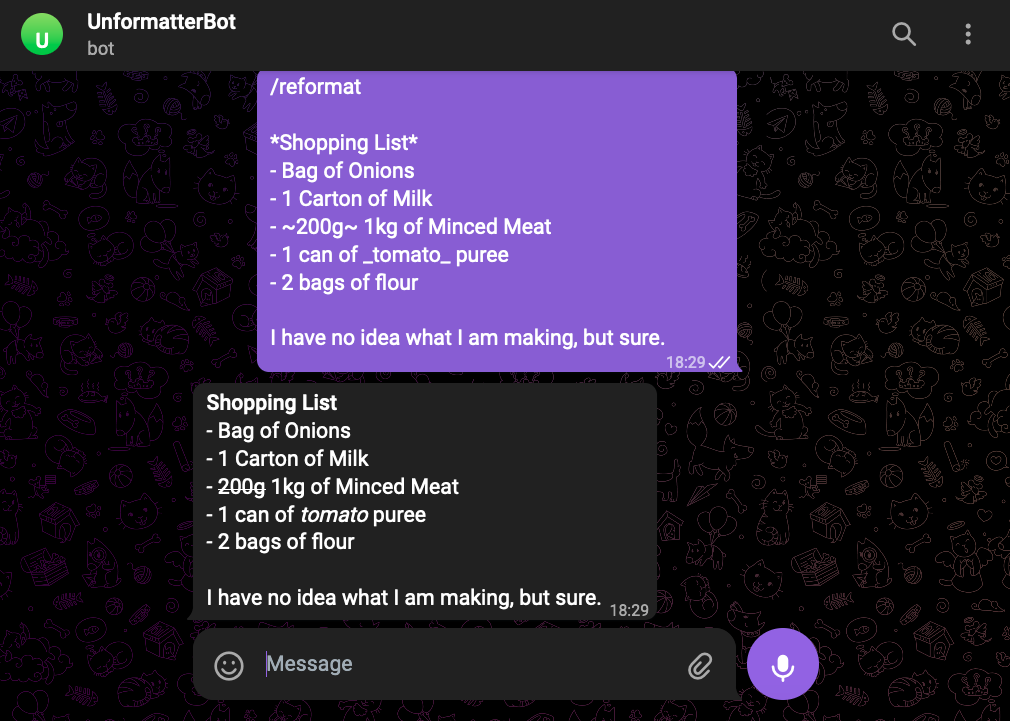 U
UnformatterBot
bot
/reformat
*Shopping List*
- Bag of Onions
- 1 Carton of Milk
- ~200g~ 1kg of Minced Meat
- 1 can of _tomato_ puree
- 2 bags of flour
I have no idea what I am making, but sure.
18:29
Shopping List
- Bag of Onions
- 1 Carton of Milk
- 200g 1kg of Minced Meat
- 1 can of tomato puree
- 2 bags of flour
I have no idea what I am making, but sure.
18:29
Message